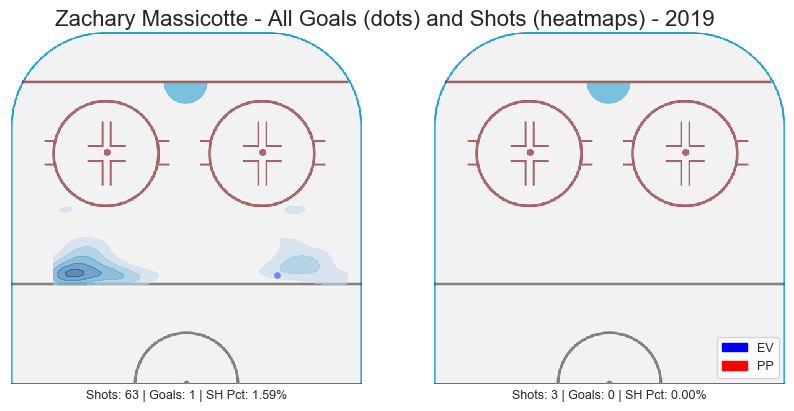 Zachary Massicotte - All Goals (dots) and Shots (heatmaps) - 2019
EV
PP
Shots: 63 | Goals: 1 | SH Pct: 1.59%
Shots: 3 | Goals: 0 | SH Pct: 0.00%